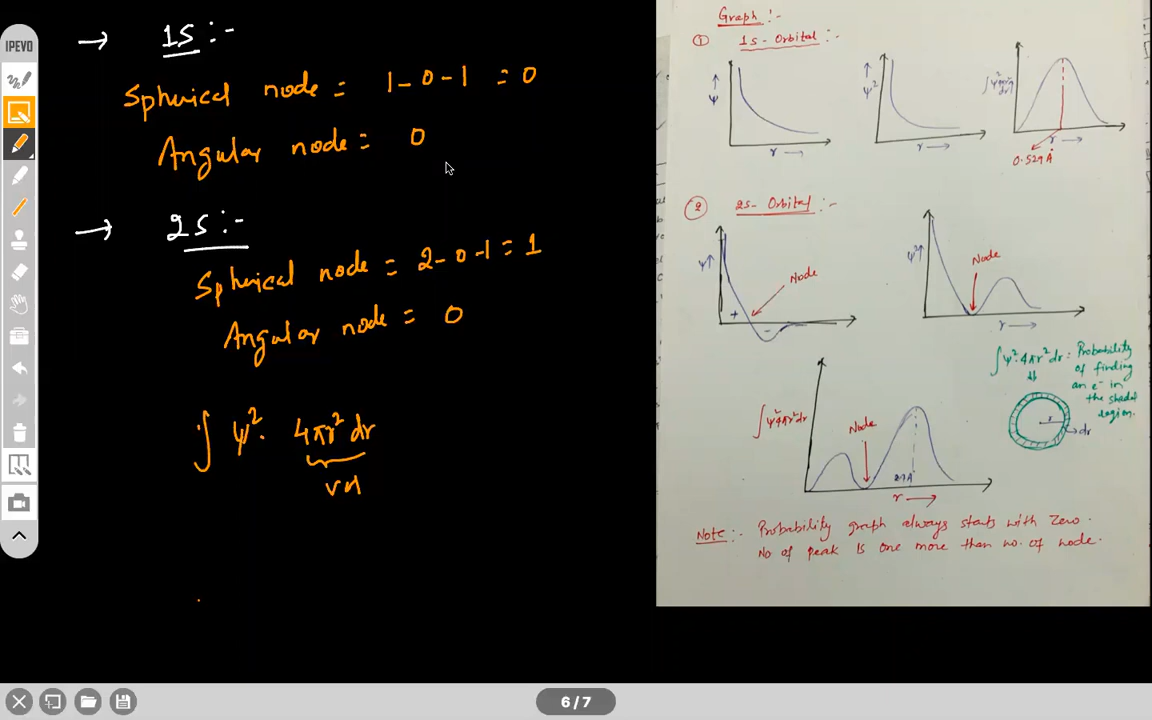 IPEVO
→ 1S :-
Spherical node = 1-0-1 = 0
Angular node = 0
→ 2S :-
Spherical node = 2-0-1 = 1
Angular node = 0
∫ ψ². 4πr² dr
Graph :-
① 1S-Orbital :-
ψ →
r →
ψ² →
r →
r →
0.529 Å
② 2S-Orbital :-
ψ↑
Node
+
-
ψ²↑
Node
r →
∫ψ²4πr²dr
Node
r →
∫ψ².4πr²dr : Probability
of finding
an e⁻ in
the shaded
region.
r
dr
Note :- Probability graph always starts with Zero.
No of peak is one more than no. of node.
6 / 7